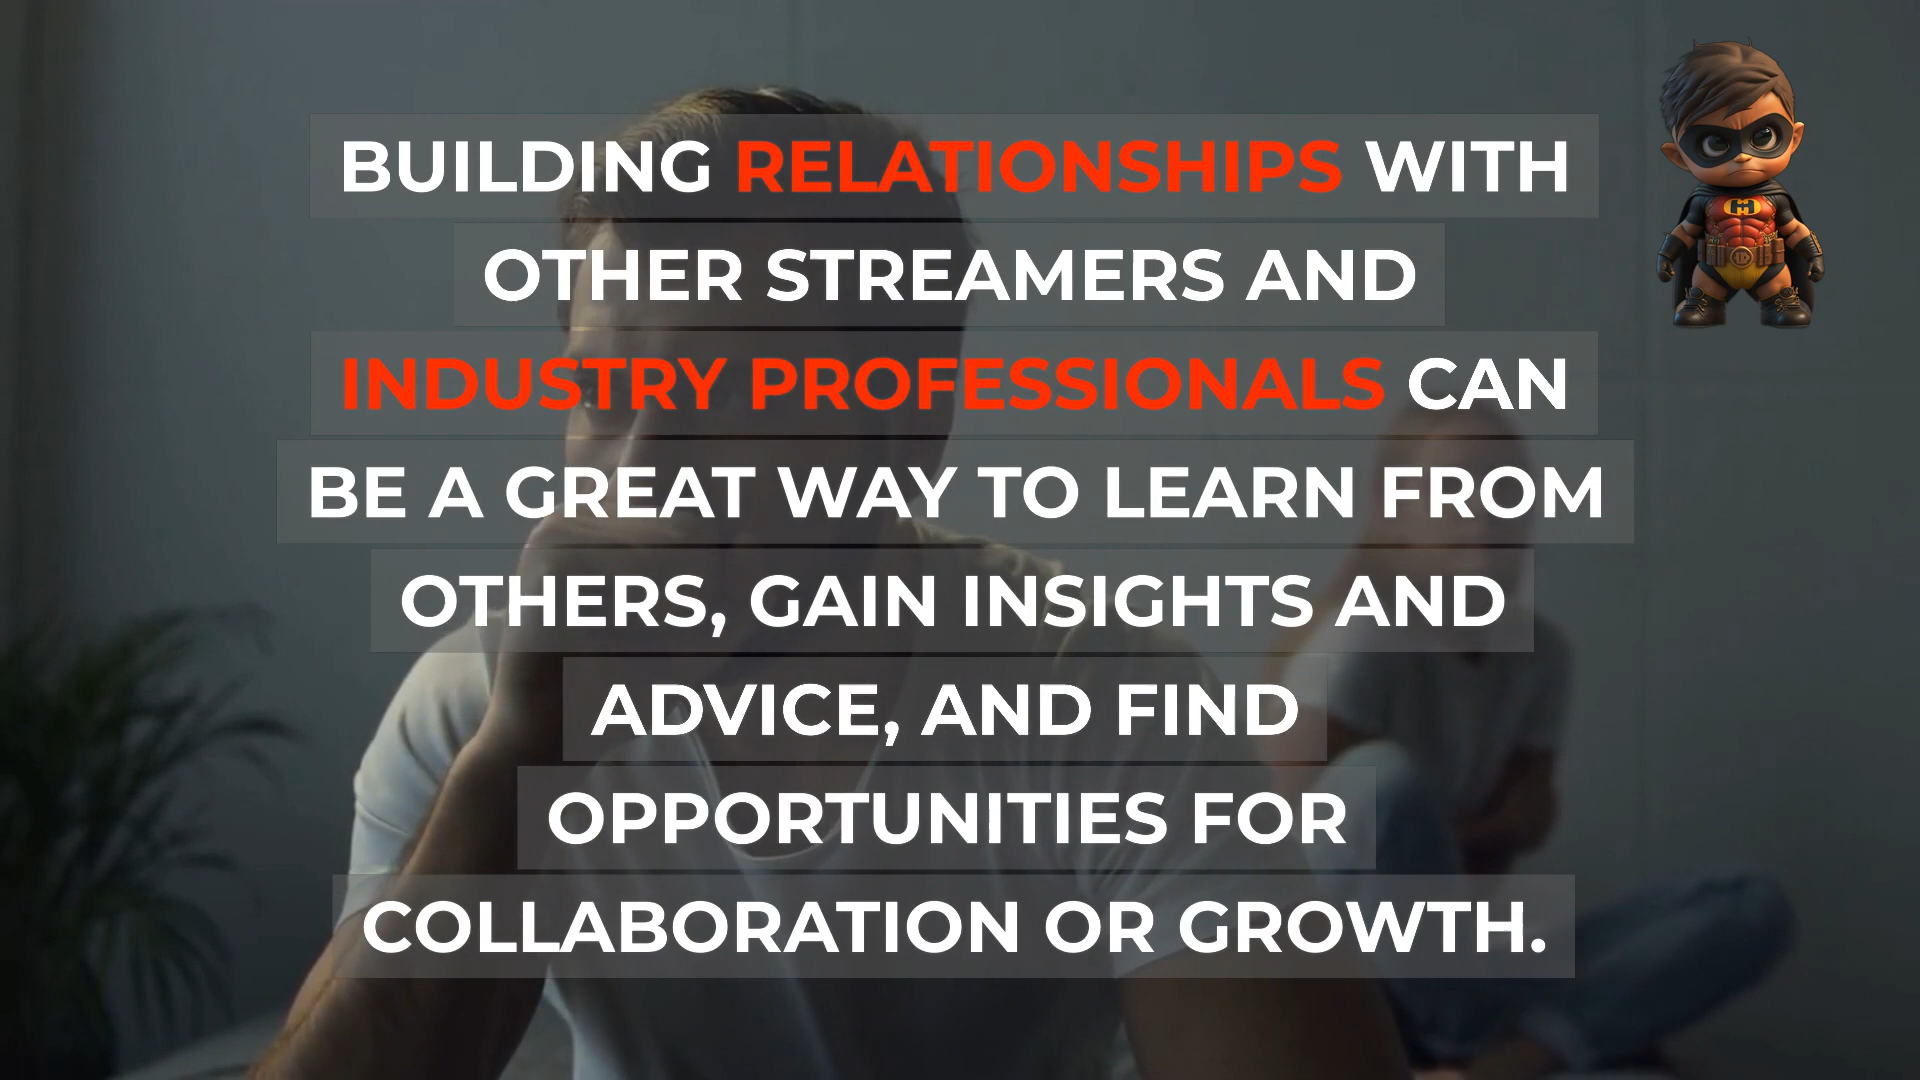 BUILDING RELATIONSHIPS WITH
OTHER STREAMERS AND
INDUSTRY PROFESSIONALS CAN
BE A GREAT WAY TO LEARN FROM
OTHERS, GAIN INSIGHTS AND
ADVICE, AND FIND
OPPORTUNITIES FOR
COLLABORATION OR GROWTH.